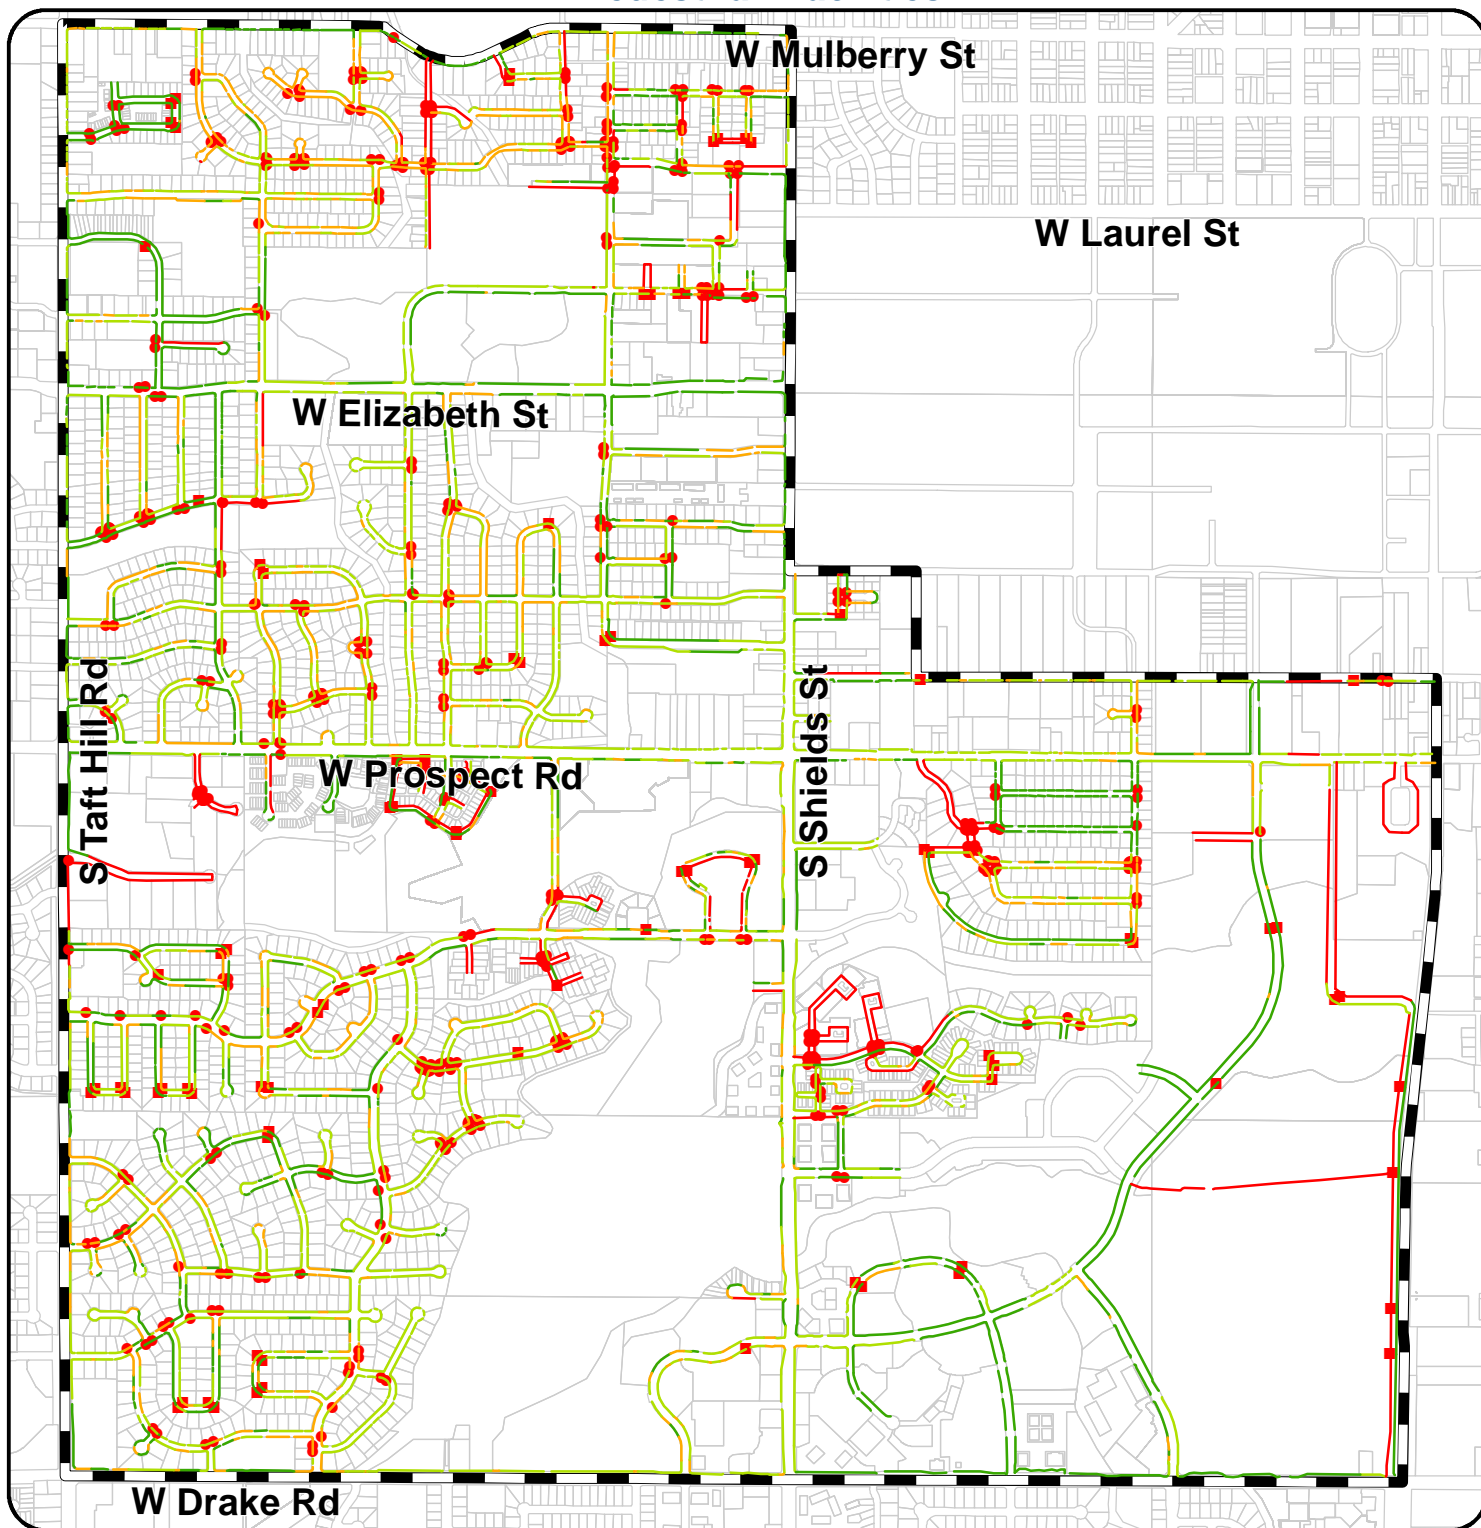 W Mulberry St
W Laurel St
W Elizabeth St
S Taft Hill Rd
S Shields St
W Prospect Rd
W Drake Rd